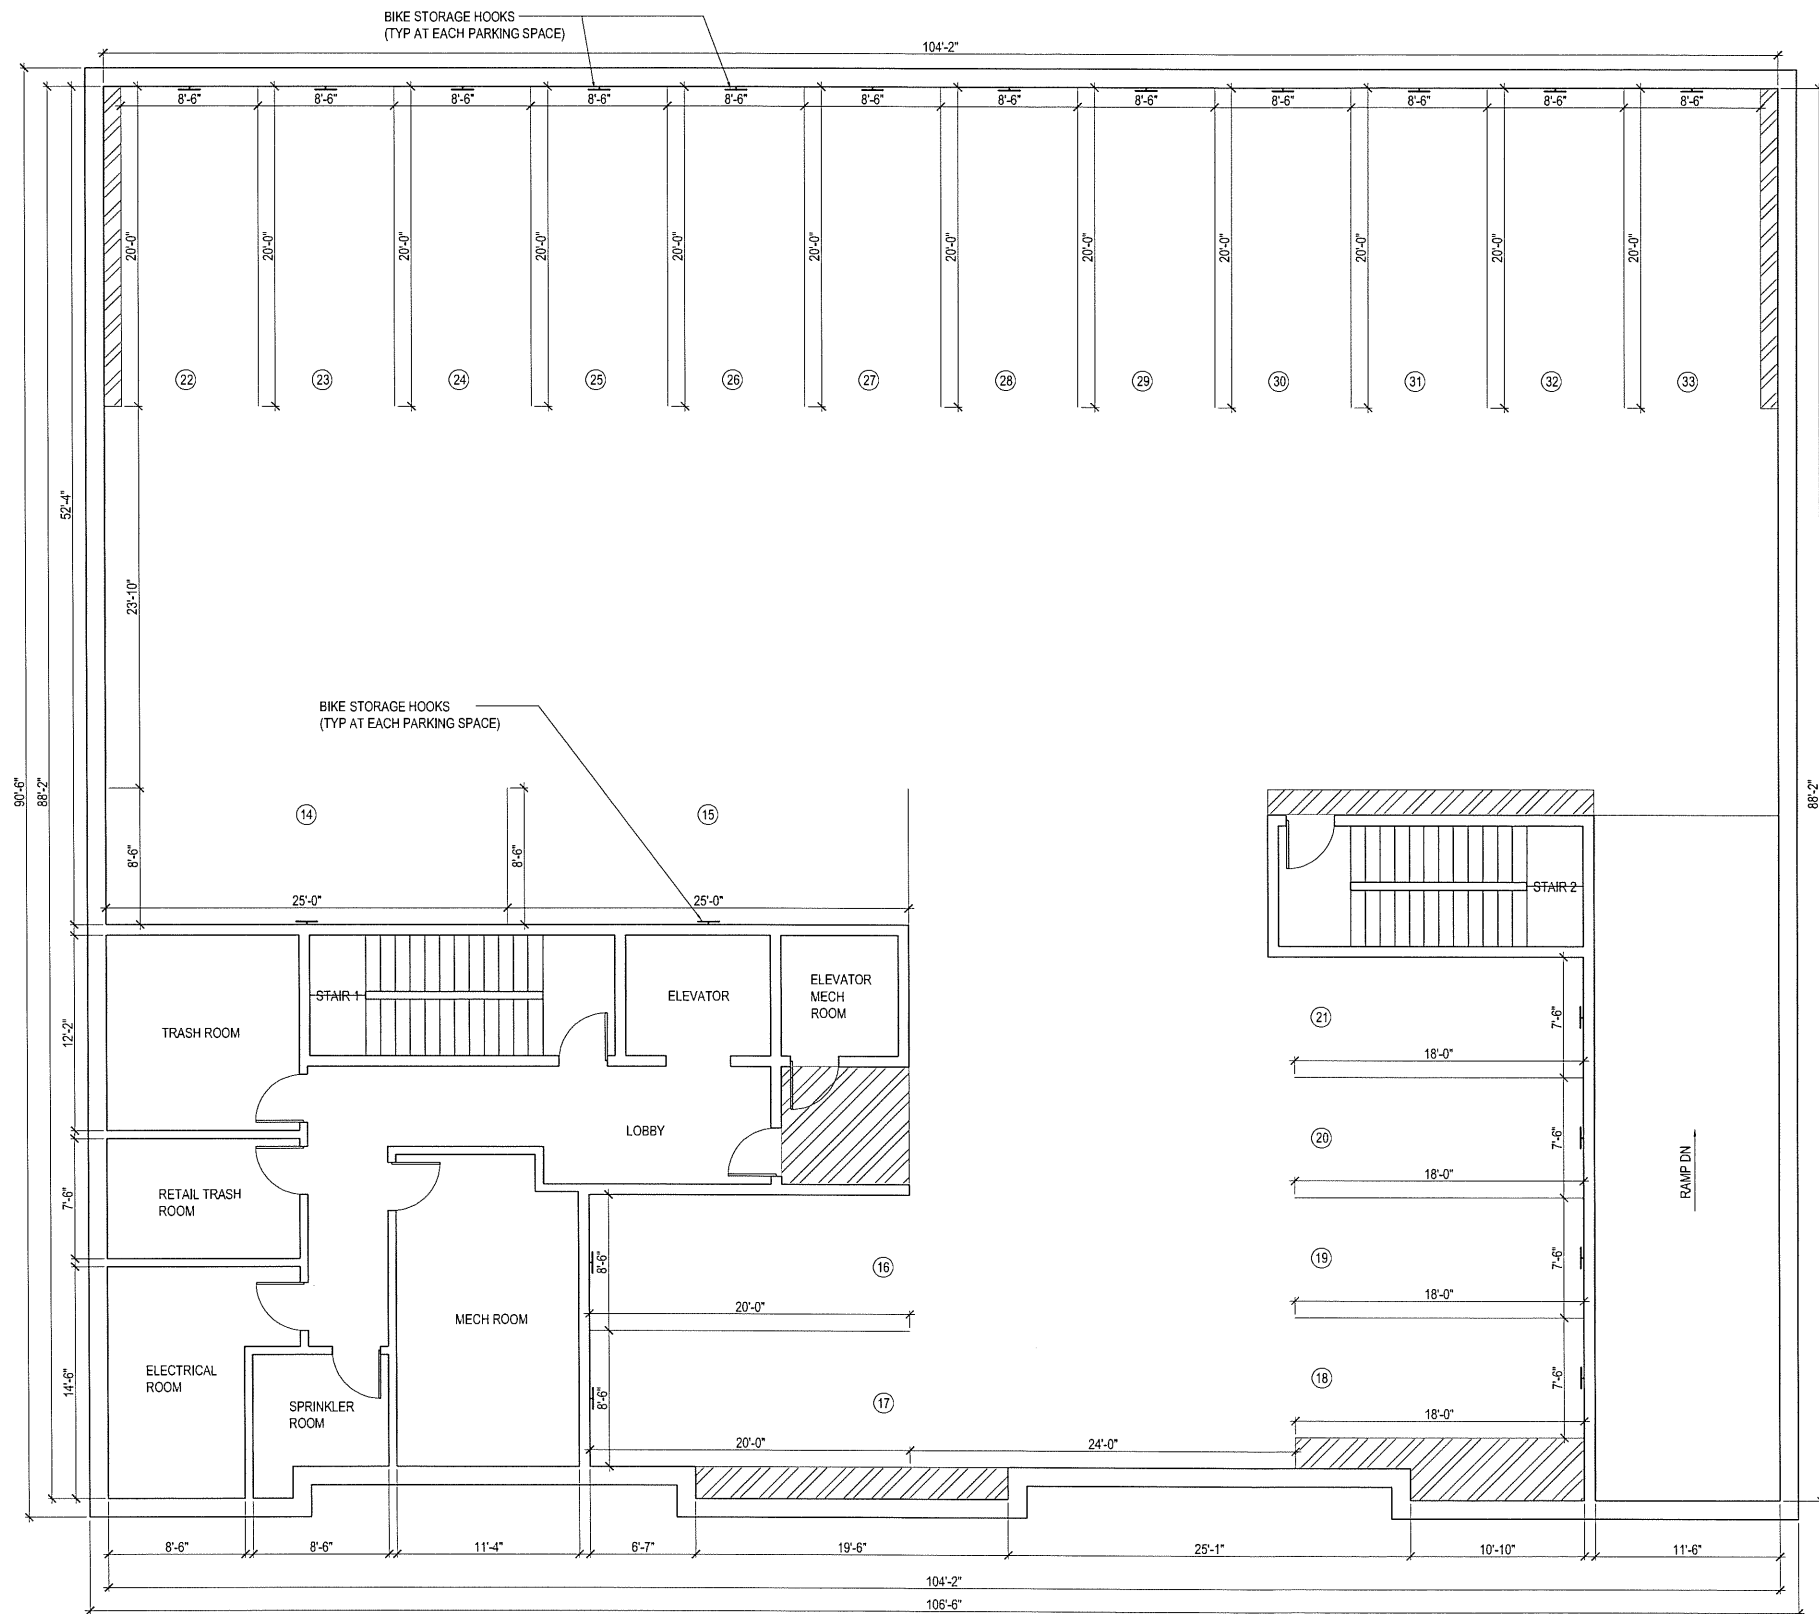 BIKE STORAGE HOOKS
(TYP AT EACH PARKING SPACE)
104'-2"
8'-6" 8'-6" 8'-6" 8'-6" 8'-6" 8'-6" 8'-6" 8'-6" 8'-6" 8'-6" 8'-6" 8'-6"
20'-0" 20'-0" 20'-0" 20'-0" 20'-0" 20'-0" 20'-0" 20'-0" 20'-0" 20'-0" 20'-0" 20'-0"
22 23 24 25 26 27 28 29 30 31 32 33
52'-4"
23'-10"
BIKE STORAGE HOOKS
(TYP AT EACH PARKING SPACE)
90'-6"
88'-2"
88'-2"
14
15
8'-6"
8'-6"
25'-0"
25'-0"
STAIR 2
STAIR 1
ELEVATOR
ELEVATOR
MECH
ROOM
TRASH ROOM
12'-2"
21
7'-6"
18'-0"
LOBBY
20
7'-6"
18'-0"
RAMP DN
RETAIL TRASH
ROOM
7'-6"
8'-6"
16
19
7'-6"
18'-0"
20'-0"
MECH ROOM
ELECTRICAL
ROOM
14'-6"
SPRINKLER
ROOM
8'-6"
17
18
7'-6"
18'-0"
20'-0"
24'-0"
8'-6" 8'-6" 11'-4" 6'-7" 19'-6" 25'-1" 10'-10" 11'-6"
104'-2"
106'-6"